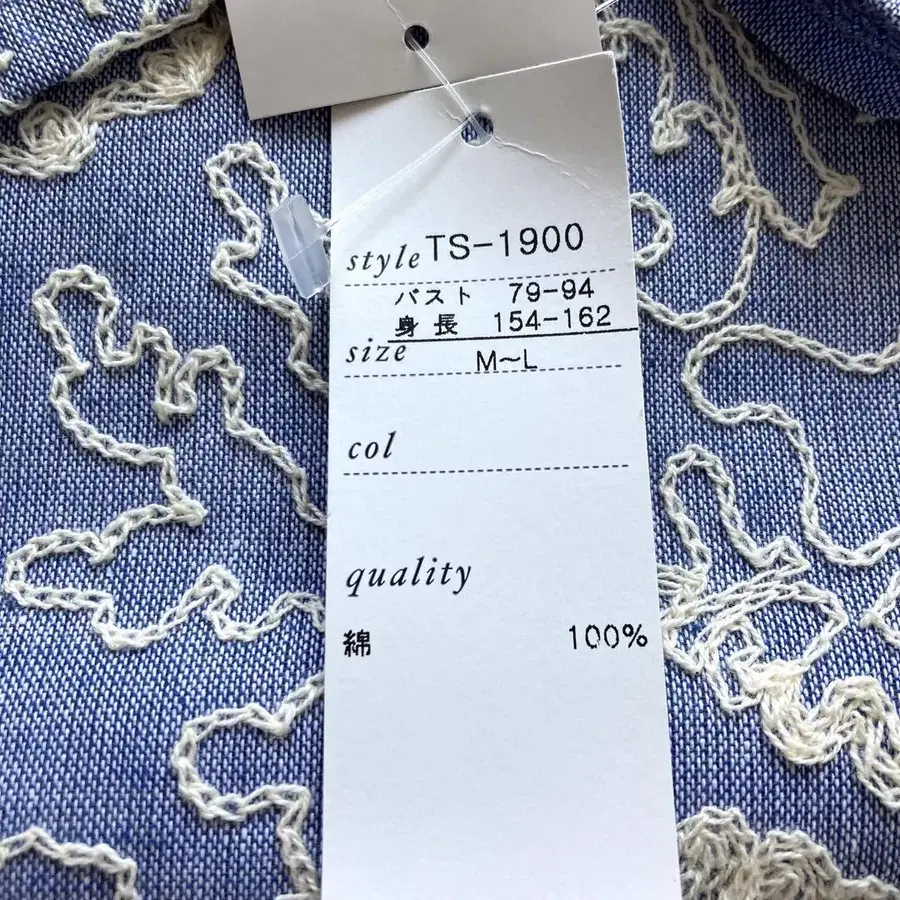 style TS-1900
バスト 79-94
身長 154-162
size M～L
col
quality
綿 100%